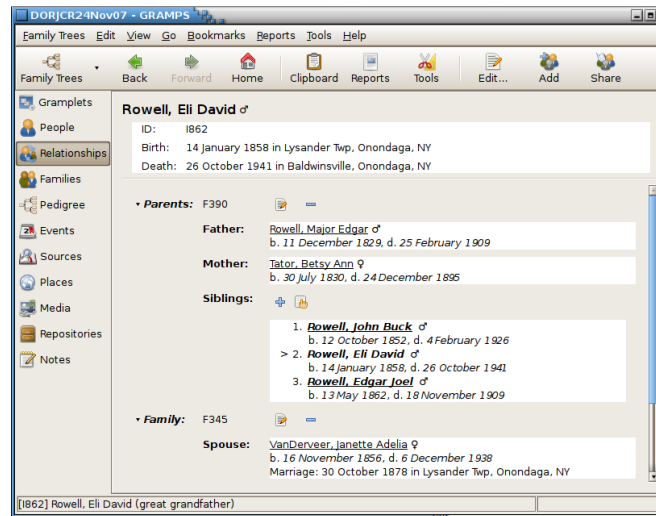 DORJCR24Nov07 - GRAMPS
Family Trees Edit View Go Bookmarks Reports Tools Help
Family Trees Back Forward Home Clipboard Reports Tools Edit... Add Share
Gramplets
People
Relationships
Families
Pedigree
Events
Sources
Places
Media
Repositories
Notes
Rowell, Eli David ♂
ID: I862
Birth: 14 January 1858 in Lysander Twp, Onondaga, NY
Death: 26 October 1941 in Baldwinsville, Onondaga, NY
Parents: F390
Father: Rowell, Major Edgar ♂
b. 11 December 1829, d. 25 February 1909
Mother: Tator, Betsy Ann ♀
b. 30 July 1830, d. 24 December 1895
Siblings:
1. Rowell, John Buck ♂
b. 12 October 1852, d. 4 February 1926
> 2. Rowell, Eli David ♂
b. 14 January 1858, d. 26 October 1941
3. Rowell, Edgar Joel ♂
b. 13 May 1862, d. 18 November 1909
Family: F345
Spouse: VanDerveer, Janette Adelia ♀
b. 16 November 1856, d. 6 December 1938
Marriage: 30 October 1878 in Lysander Twp, Onondaga, NY
[I862] Rowell, Eli David (great grandfather)